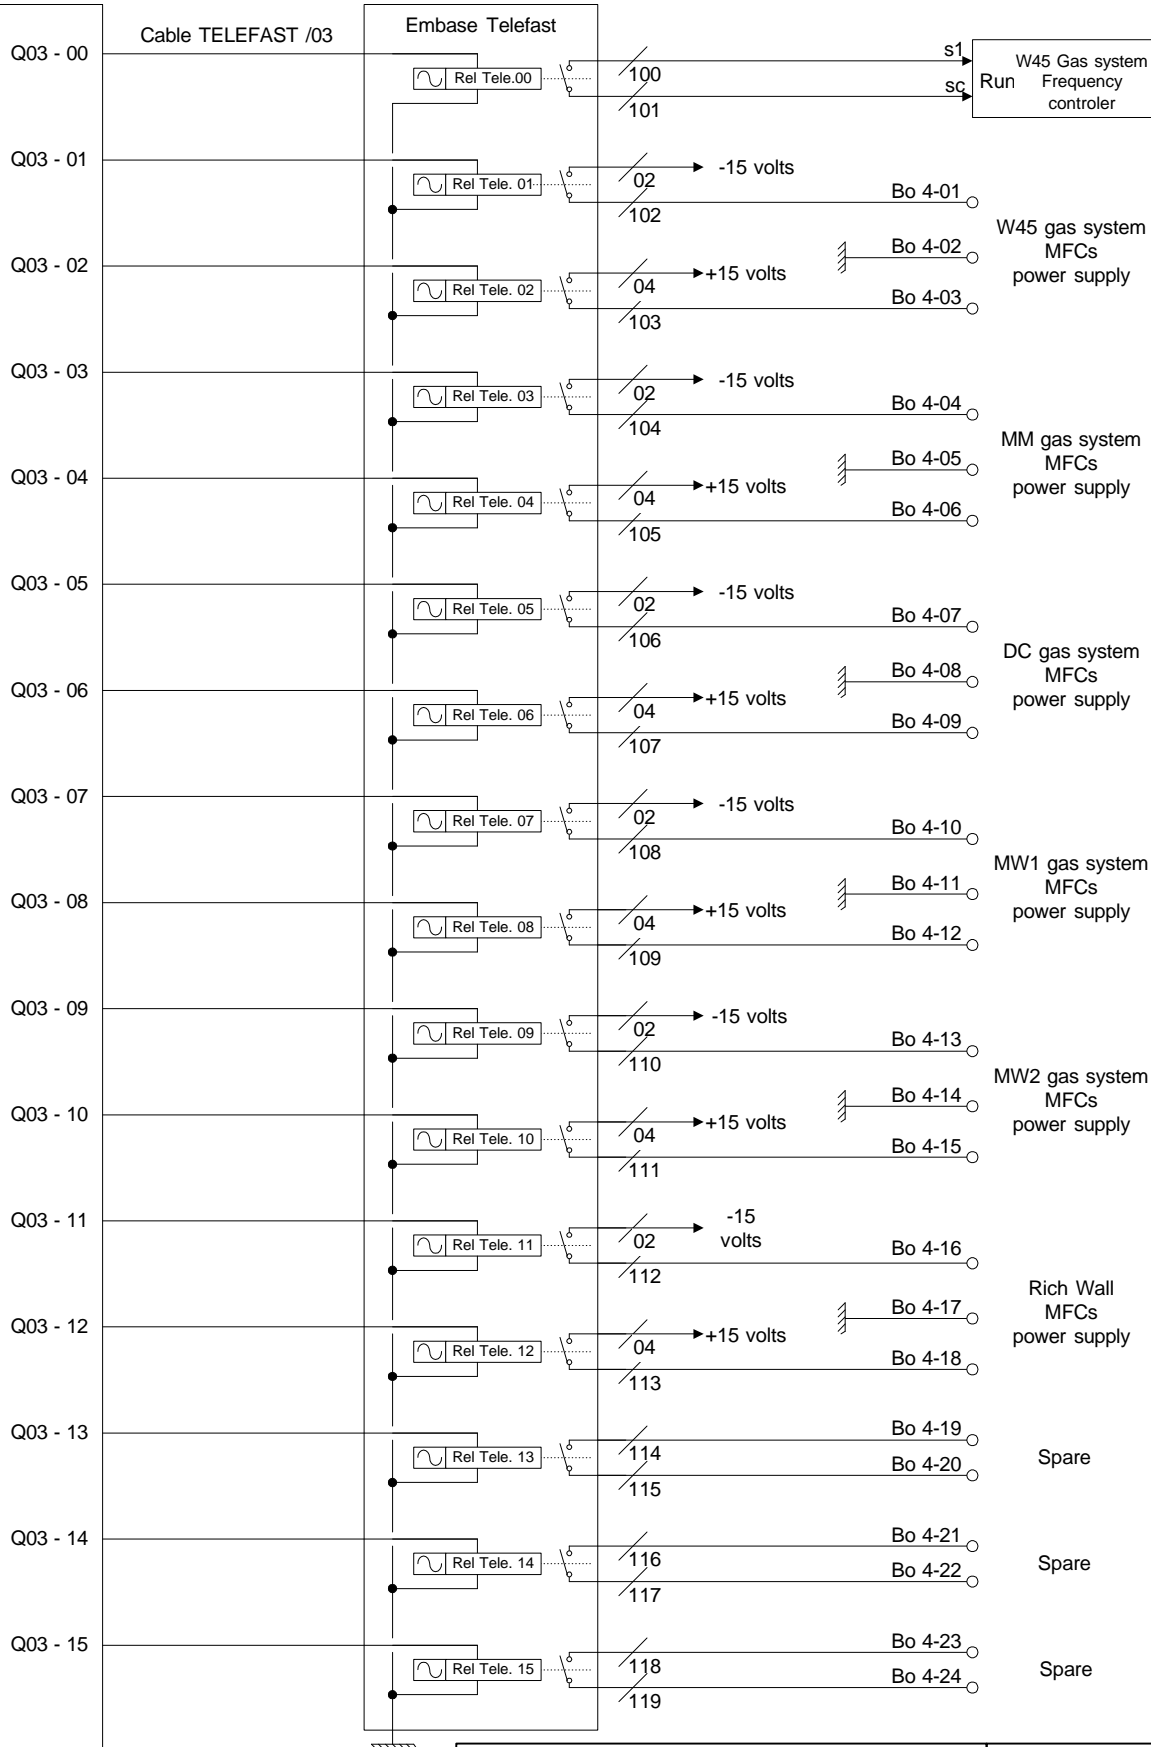 Cable TELEFAST /03
Embase Telefast
Q03 - 00
Rel Tele.00
100
101
s1
sc
Run
W45 Gas system
Frequency
controler
Q03 - 01
Rel Tele. 01
02
102
-15 volts
Bo 4-01
Bo 4-02
W45 gas system
MFCs
power supply
Q03 - 02
Rel Tele. 02
04
103
+15 volts
Bo 4-03
Q03 - 03
Rel Tele. 03
02
104
-15 volts
Bo 4-04
Bo 4-05
MM gas system
MFCs
power supply
Q03 - 04
Rel Tele. 04
04
105
+15 volts
Bo 4-06
Q03 - 05
Rel Tele. 05
02
106
-15 volts
Bo 4-07
Bo 4-08
DC gas system
MFCs
power supply
Q03 - 06
Rel Tele. 06
04
107
+15 volts
Bo 4-09
Q03 - 07
Rel Tele. 07
02
108
-15 volts
Bo 4-10
Bo 4-11
MW1 gas system
MFCs
power supply
Q03 - 08
Rel Tele. 08
04
109
+15 volts
Bo 4-12
Q03 - 09
Rel Tele. 09
02
110
-15 volts
Bo 4-13
Bo 4-14
MW2 gas system
MFCs
power supply
Q03 - 10
Rel Tele. 10
04
111
+15 volts
Bo 4-15
Q03 - 11
Rel Tele. 11
02
112
-15
volts
Bo 4-16
Bo 4-17
Rich Wall
MFCs
power supply
Q03 - 12
Rel Tele. 12
04
113
+15 volts
Bo 4-18
Q03 - 13
Rel Tele. 13
114
115
Bo 4-19
Bo 4-20
Spare
Q03 - 14
Rel Tele. 14
116
117
Bo 4-21
Bo 4-22
Spare
Q03 - 15
Rel Tele. 15
118
119
Bo 4-23
Bo 4-24
Spare